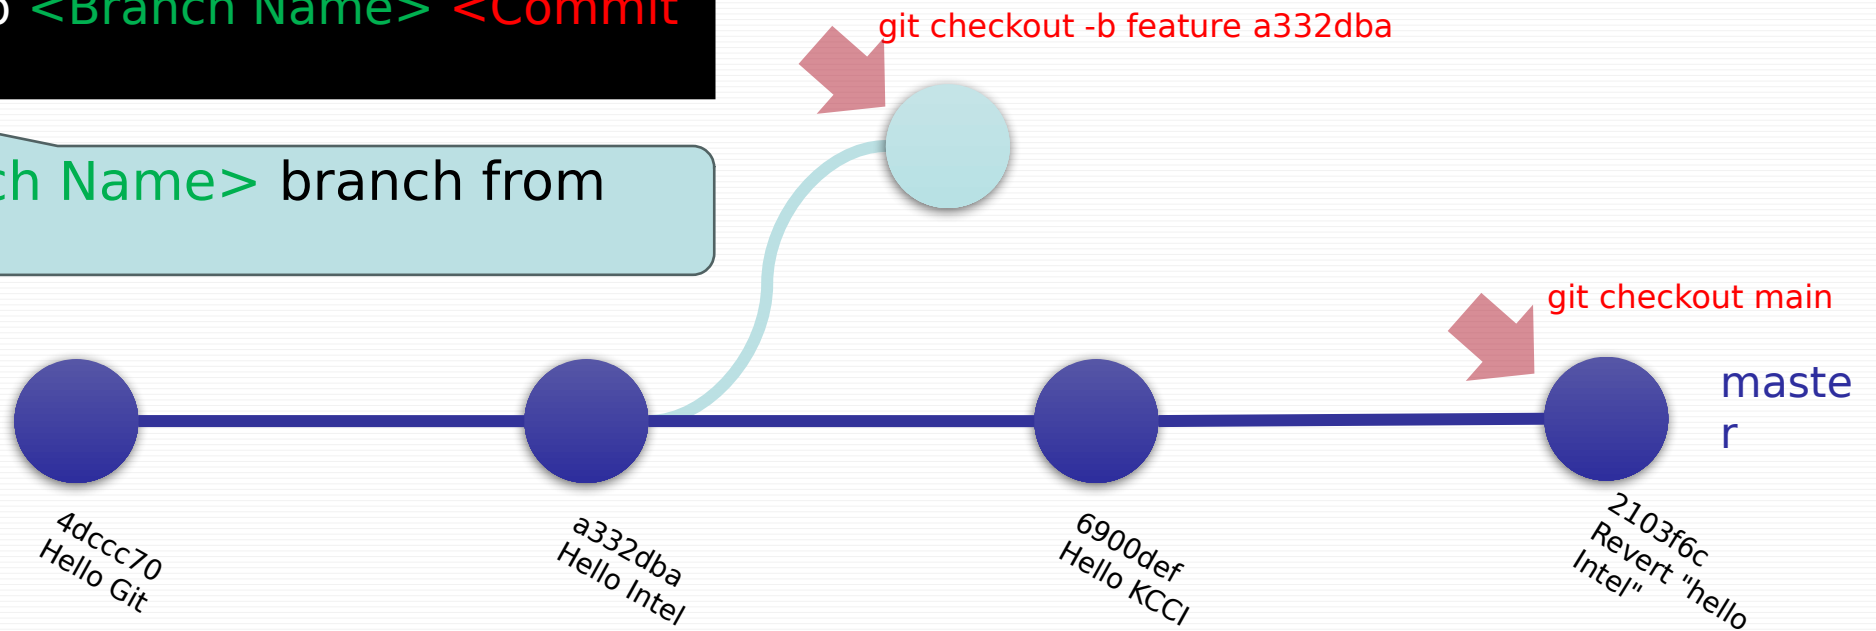 <Branch Name> <Commit
git checkout -b feature a332dba
Name> branch from
git checkout main
maste
r
4dccc70
Hello Git
a332dba
Hello Intel
6900def
Hello KCCI
2103f6c
Revert "hello
Intel"